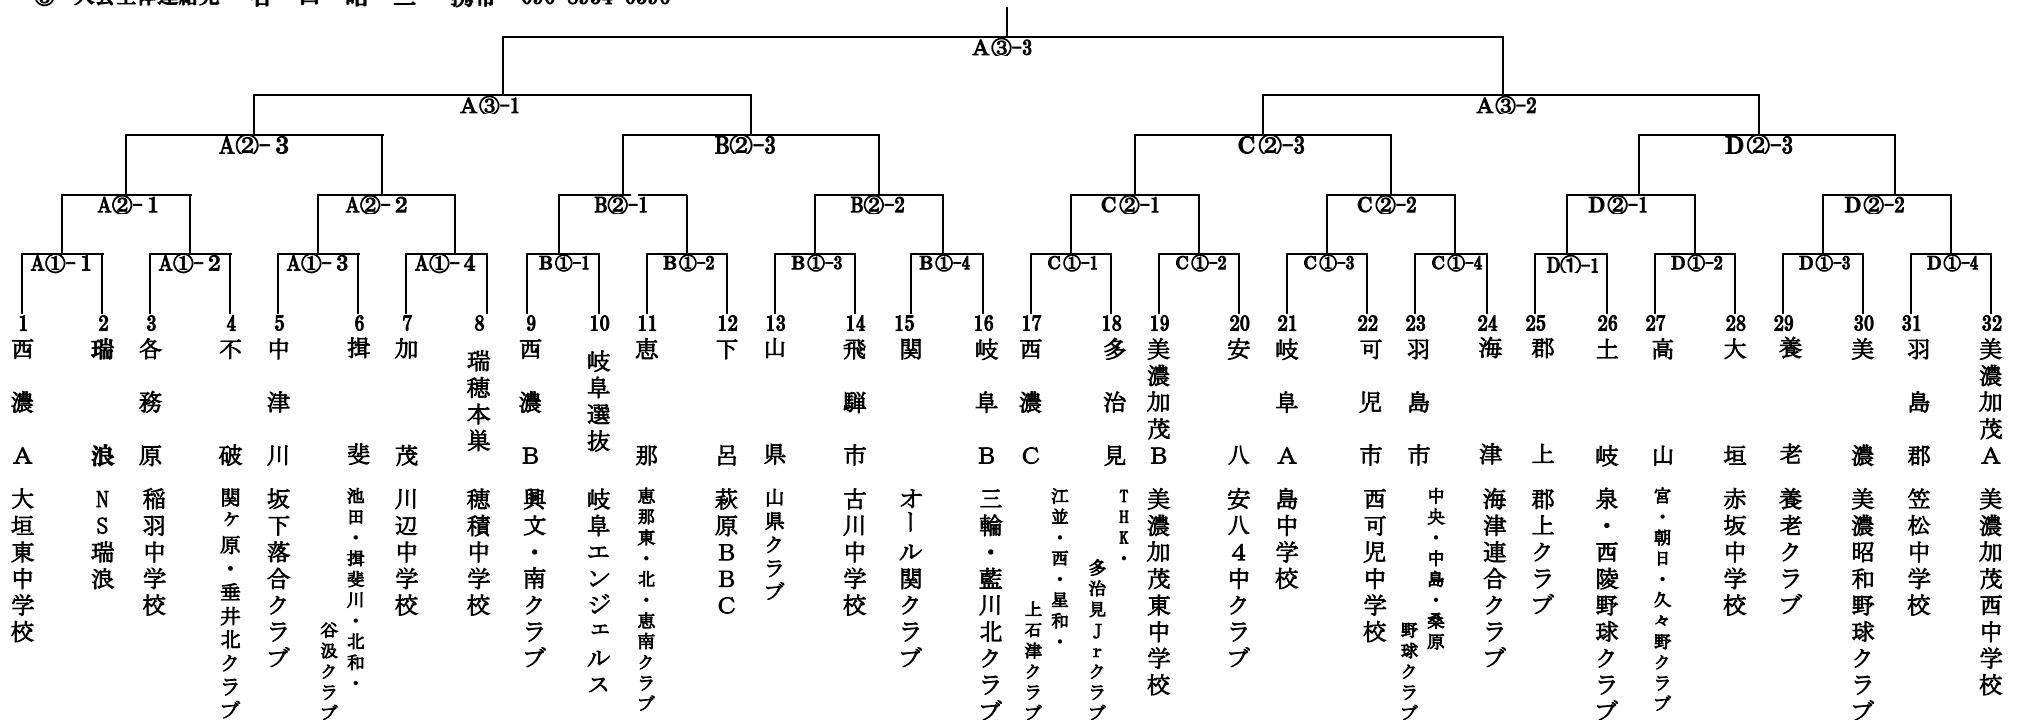 A③-3
A③-1
A③-2
A②-3
B②-3
C②-3
D②-3
A②-1
A②-2
B②-1
B②-2
C②-1
C②-2
D②-1
D②-2
A①-1
A①-2
A①-3
A①-4
B①-1
B①-2
B①-3
B①-4
C①-1
C①-2
C①-3
C①-4
D①-1
D①-2
D①-3
D①-4
1 西濃A 大垣東中学校
2 瑞浪 NS瑞浪
3 各務原 稲羽中学校
4 不破 関ケ原・垂井北クラブ
5 中津川 坂下落合クラブ
6 揖斐 池田・揖斐川・北和・
谷汲クラブ
7 加茂 川辺中学校
8 瑞穂本巣 穂積中学校
9 西濃B 興文・南クラブ
10 岐阜選抜 岐阜エンジェルス
11 恵那 恵那東・北・恵南クラブ
12 下呂 萩原BBC
13 山県 山県クラブ
14 飛騨市 古川中学校
15 関 オール関クラブ
16 岐阜B 三輪・藍川北クラブ
17 西濃C 江並・西・星和・
上石津クラブ
18 多治見 THK・
多治見Jrクラブ
19 美濃加茂B 美濃加茂東中学校
20 安八 安八4中クラブ
21 岐阜A 島中学校
22 可児市 西可児中学校
23 羽島市 中央・中島・桑原
野球クラブ
24 海津 海津連合クラブ
25 郡上 郡上クラブ
26 土岐 泉・西陵野球クラブ
27 高山 宮・朝日・久々野クラブ
28 大垣 赤坂中学校
29 養老 養老クラブ
30 美濃 美濃昭和野球クラブ
31 羽島郡 笠松中学校
32 美濃加茂A 美濃加茂西中学校